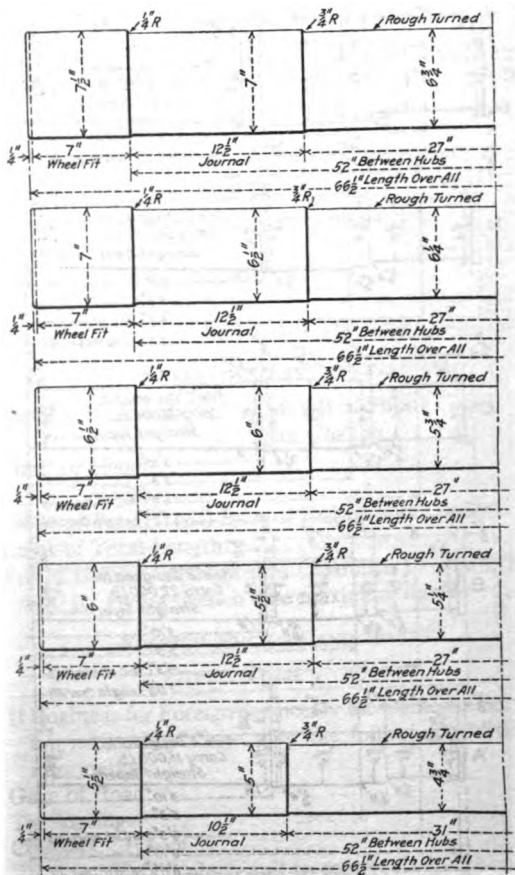 1/4"R 3/4"R Rough Turned
7 1/2" 7" 6 3/4"
1/4" 7" 12 1/2" 27"
Wheel Fit Journal
52" Between Hubs
66 1/2" Length Over All
1/4"R 3/4"R Rough Turned
7" 6 1/2" 6 1/4"
1/4" 7" 12 1/2" 27"
Wheel Fit Journal
52" Between Hubs
66 1/2" Length Over All
1/4"R 3/4"R Rough Turned
6 1/2" 6" 5 3/4"
1/4" 7" 12 1/2" 27"
Wheel Fit Journal
52" Between Hubs
66 1/2" Length Over All
1/4"R 3/4"R Rough Turned
6" 5 1/2" 5 1/4"
1/4" 7" 12 1/2" 27"
Wheel Fit Journal
52" Between Hubs
66 1/2" Length Over All
1/4"R 3/4"R Rough Turned
5 1/2" 5" 4 3/4"
1/4" 7" 10 1/2" 31"
Wheel Fit Journal
52" Between Hubs
66 1/2" Length Over All